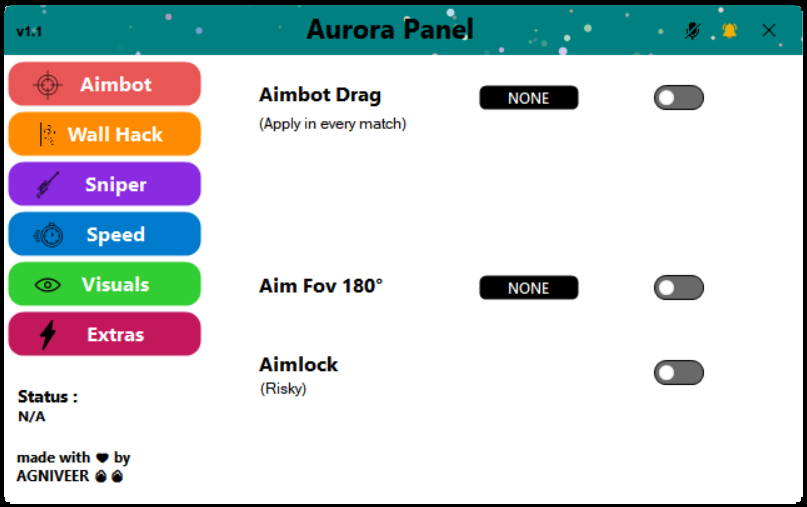 v1.1
Aurora Panel
Aimbot
Wall Hack
Sniper
Speed
Visuals
Extras
Status :
N/A
made with ♥ by
AGNIVEER
Aimbot Drag
NONE
(Apply in every match)
Aim Fov 180°
NONE
Aimlock
(Risky)